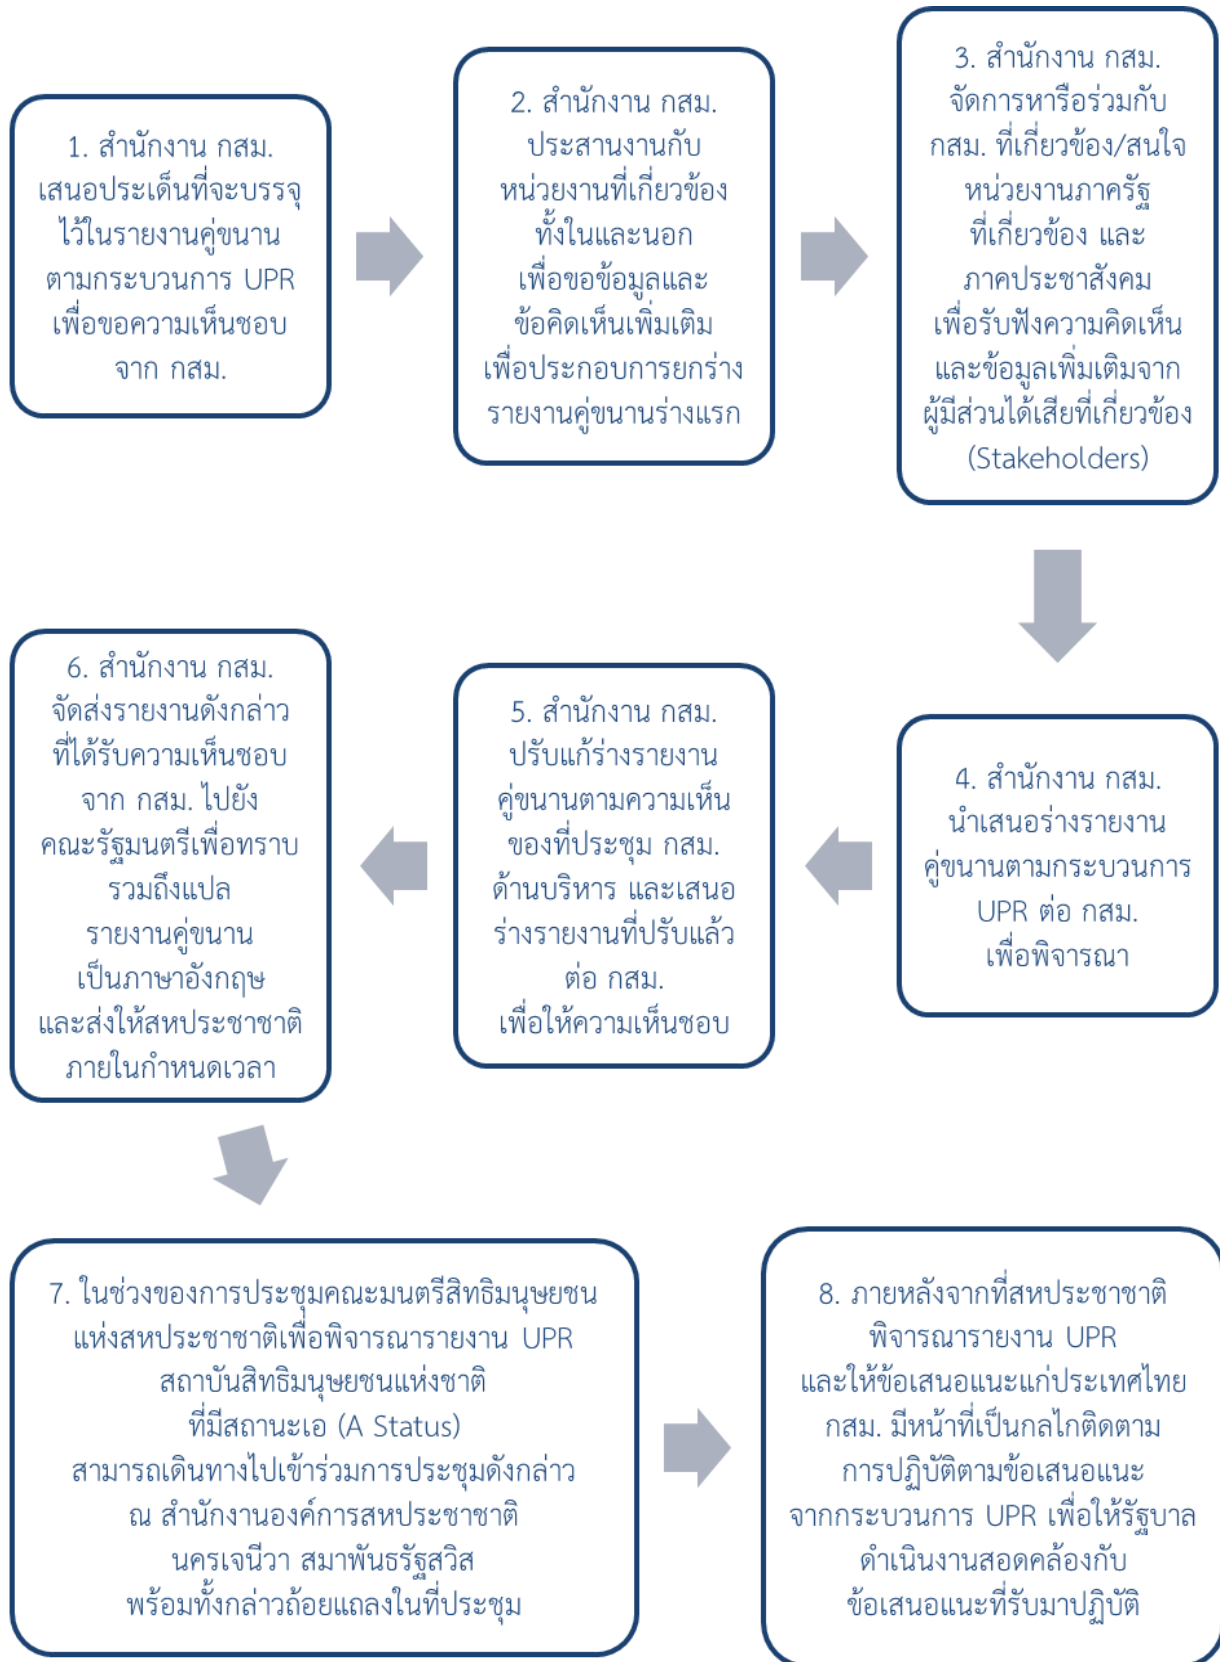 1. สำนักงาน กสม.
เสนอประเด็นที่จะบรรจุ
ไว้ในรายงานคู่ขนาน
ตามกระบวนการ UPR
เพื่อขอความเห็นชอบ
จาก กสม.
2. สำนักงาน กสม.
ประสานงานกับ
หน่วยงานที่เกี่ยวข้อง
ทั้งในและนอก
เพื่อขอข้อมูลและ
ข้อคิดเห็นเพิ่มเติม
เพื่อประกอบการยกร่าง
รายงานคู่ขนานร่างแรก
3. สำนักงาน กสม.
จัดการหารือร่วมกับ
กสม. ที่เกี่ยวข้อง/สนใจ
หน่วยงานภาครัฐ
ที่เกี่ยวข้อง และ
ภาคประชาสังคม
เพื่อรับฟังความคิดเห็น
และข้อมูลเพิ่มเติมจาก
ผู้มีส่วนได้เสียที่เกี่ยวข้อง
(Stakeholders)
4. สำนักงาน กสม.
นำเสนอร่างรายงาน
คู่ขนานตามกระบวนการ
UPR ต่อ กสม.
เพื่อพิจารณา
5. สำนักงาน กสม.
ปรับแก้ร่างรายงาน
คู่ขนานตามความเห็น
ของที่ประชุม กสม.
ด้านบริหาร และเสนอ
ร่างรายงานที่ปรับแล้ว
ต่อ กสม.
เพื่อให้ความเห็นชอบ
6. สำนักงาน กสม.
จัดส่งรายงานดังกล่าว
ที่ได้รับความเห็นชอบ
จาก กสม. ไปยัง
คณะรัฐมนตรีเพื่อทราบ
รวมถึงแปล
รายงานคู่ขนาน
เป็นภาษาอังกฤษ
และส่งให้สหประชาชาติ
ภายในกำหนดเวลา
7. ในช่วงของการประชุมคณะมนตรีสิทธิมนุษยชน
แห่งสหประชาชาติเพื่อพิจารณารายงาน UPR
สถาบันสิทธิมนุษยชนแห่งชาติ
ที่มีสถานะเอ (A Status)
สามารถเดินทางไปเข้าร่วมการประชุมดังกล่าว
ณ สำนักงานองค์การสหประชาชาติ
นครเจนีวา สมาพันธรัฐสวิส
พร้อมทั้งกล่าวถ้อยแถลงในที่ประชุม
8. ภายหลังจากที่สหประชาชาติ
พิจารณารายงาน UPR
และให้ข้อเสนอแนะแก่ประเทศไทย
กสม. มีหน้าที่เป็นกลไกติดตาม
การปฏิบัติตามข้อเสนอแนะ
จากกระบวนการ UPR เพื่อให้รัฐบาล
ดำเนินงานสอดคล้องกับ
ข้อเสนอแนะที่รับมาปฏิบัติ